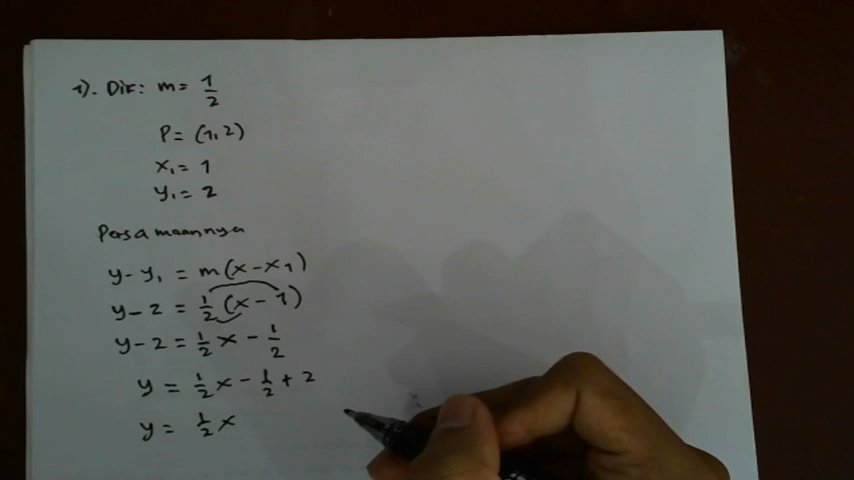 1). Dik: m = 1/2
P = (1,2)
x₁ = 1
y₁ = 2
Persamaannya
y - y₁ = m(x - x₁)
y - 2 = 1/2 (x - 1)
y - 2 = 1/2 x - 1/2
y = 1/2 x - 1/2 + 2
y = 1/2 x